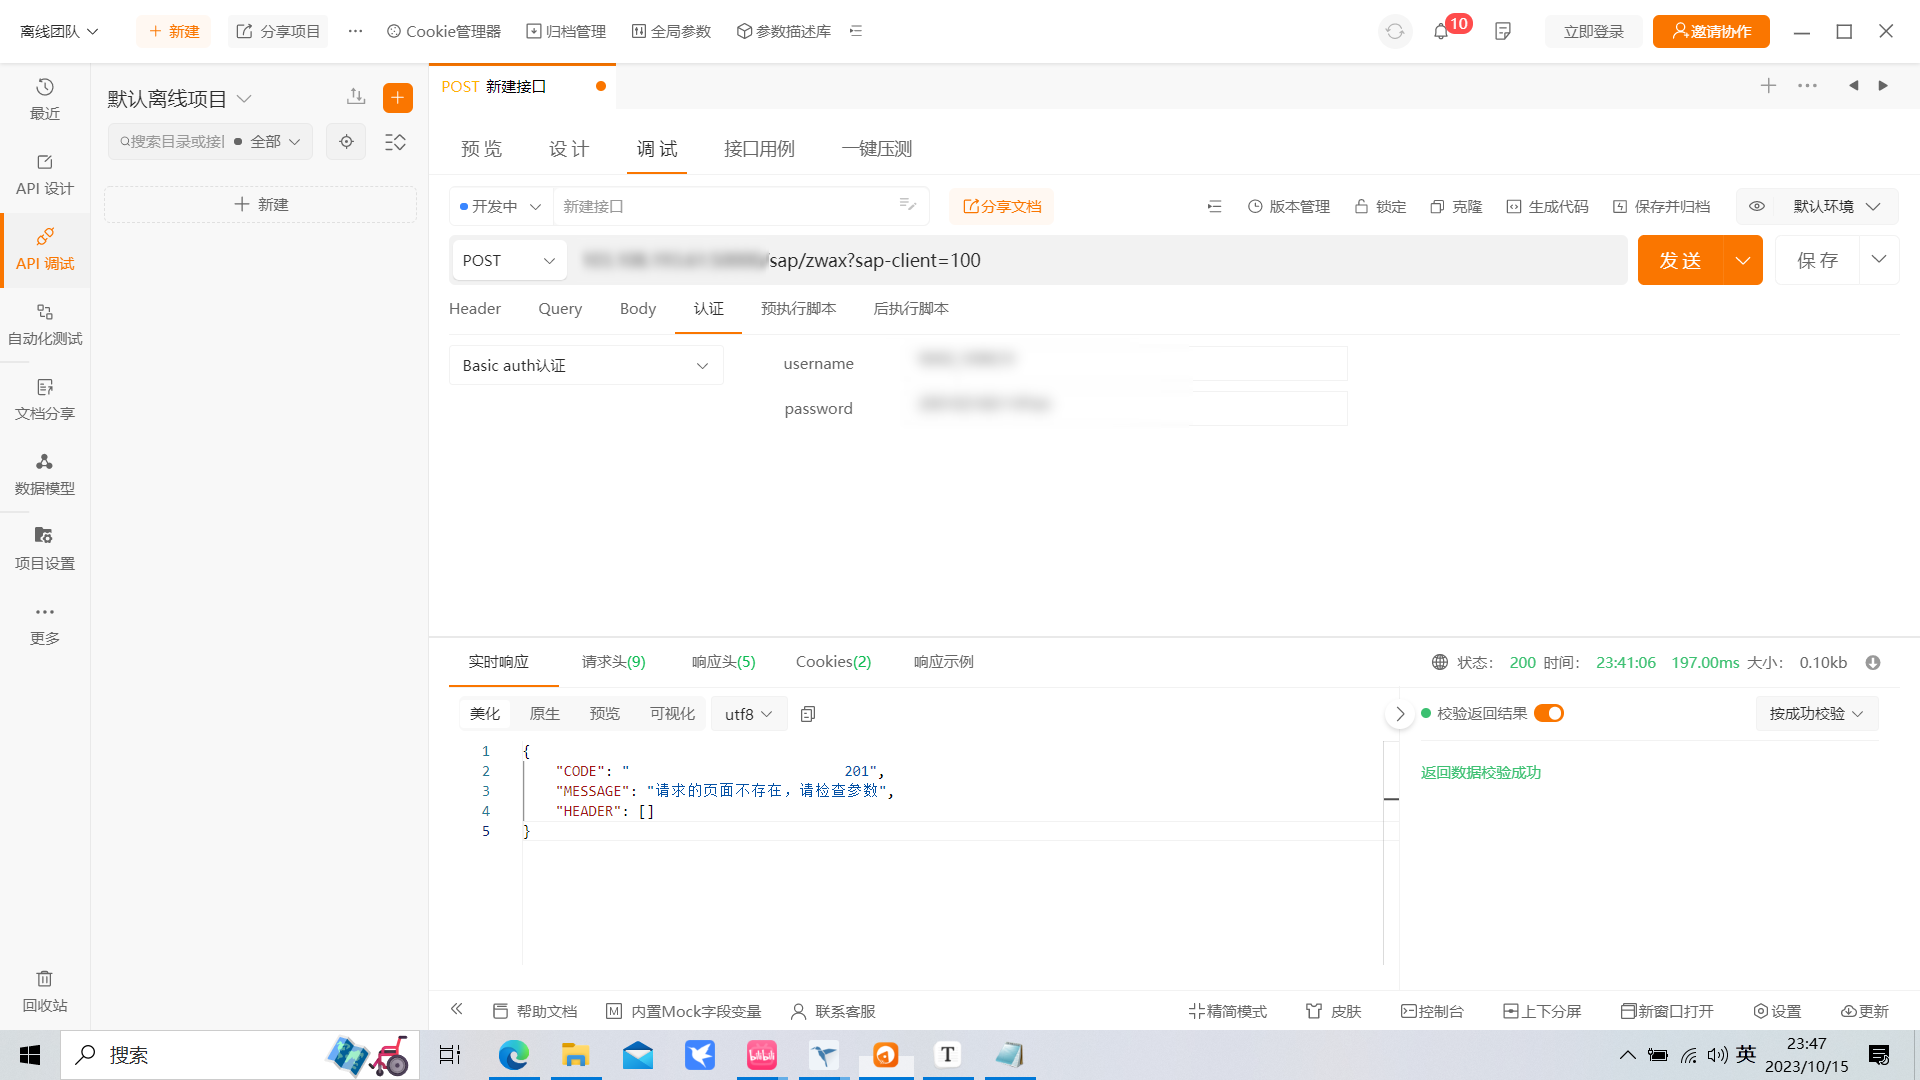 离线团队
新建
分享项目
Cookie管理器
归档管理
全局参数
参数描述库
10
立即登录
邀请协作
最近
API 设计
API 调试
自动化测试
文档分享
数据模型
项目设置
更多
回收站
默认离线项目
搜索目录或接
全部
新建
POST 新建接口
预 览
设 计
调 试
接口用例
一键压测
开发中
新建接口
分享文档
版本管理
锁定
克隆
生成代码
保存并归档
默认环境
POST
/sap/zwax?sap-client=100
发 送
保 存
Header
Query
Body
认证
预执行脚本
后执行脚本
Basic auth认证
username
password
实时响应
请求头(9)
响应头(5)
Cookies(2)
响应示例
状态： 200 时间： 23:41:06 197.00ms 大小： 0.10kb
美化
原生
预览
可视化
utf8
校验返回结果
按成功校验
返回数据校验成功
1 {
2 "CODE": " 201",
3 "MESSAGE": "请求的页面不存在，请检查参数",
4 "HEADER": []
5 }
帮助文档
内置Mock字段变量
联系客服
精简模式
皮肤
控制台
上下分屏
新窗口打开
设置
更新
搜索
bilibili
T
英
23:47
2023/10/15